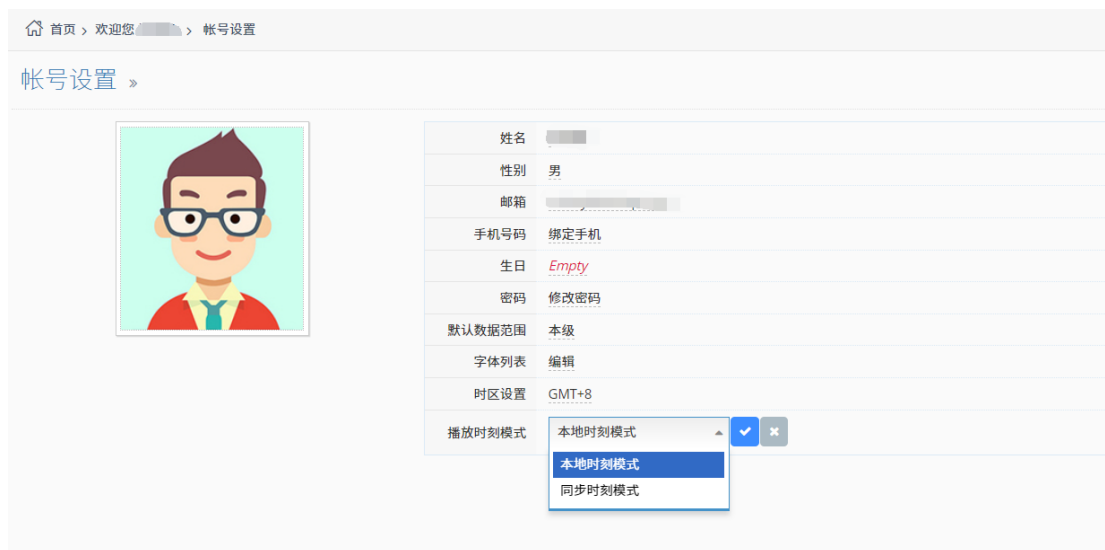 首页 > 欢迎您 > 帐号设置
帐号设置 »
姓名
性别 男
邮箱
手机号码 绑定手机
生日 Empty
密码 修改密码
默认数据范围 本级
字体列表 编辑
时区设置 GMT+8
播放时刻模式 本地时刻模式
本地时刻模式
同步时刻模式